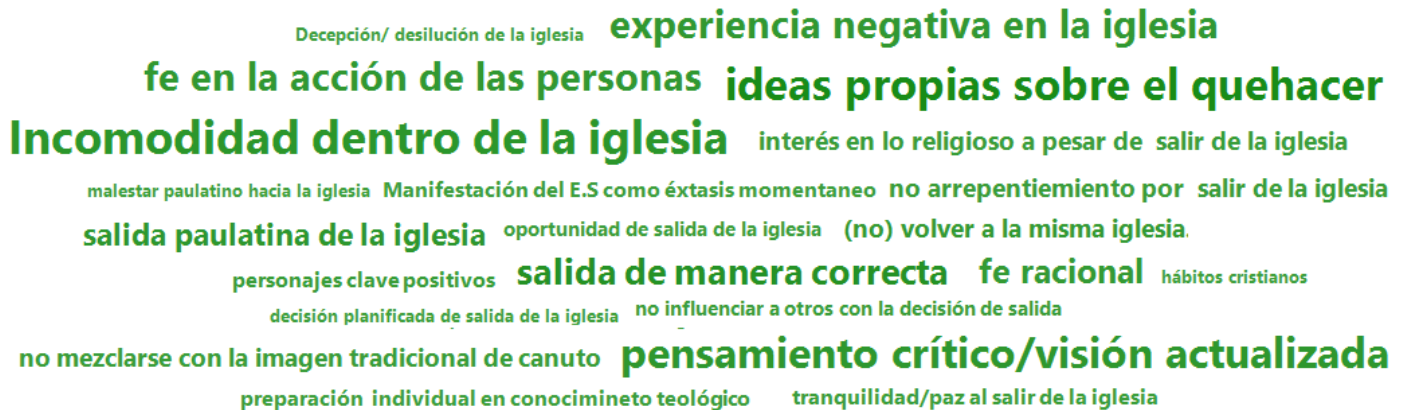 Decepción/ desilución de la iglesia experiencia negativa en la iglesia
fe en la acción de las personas ideas propias sobre el quehacer
Incomodidad dentro de la iglesia interés en lo religioso a pesar de salir de la iglesia
malestar paulatino hacia la iglesia Manifestación del E.S como éxtasis momentaneo no arrepentiemiento por salir de la iglesia
salida paulatina de la iglesia oportunidad de salida de la iglesia (no) volver a la misma iglesia.
personajes clave positivos salida de manera correcta fe racional hábitos cristianos
decisión planificada de salida de la iglesia no influenciar a otros con la decisión de salida
no mezclarse con la imagen tradicional de canuto pensamiento crítico/visión actualizada
preparación individual en conocimineto teológico tranquilidad/paz al salir de la iglesia